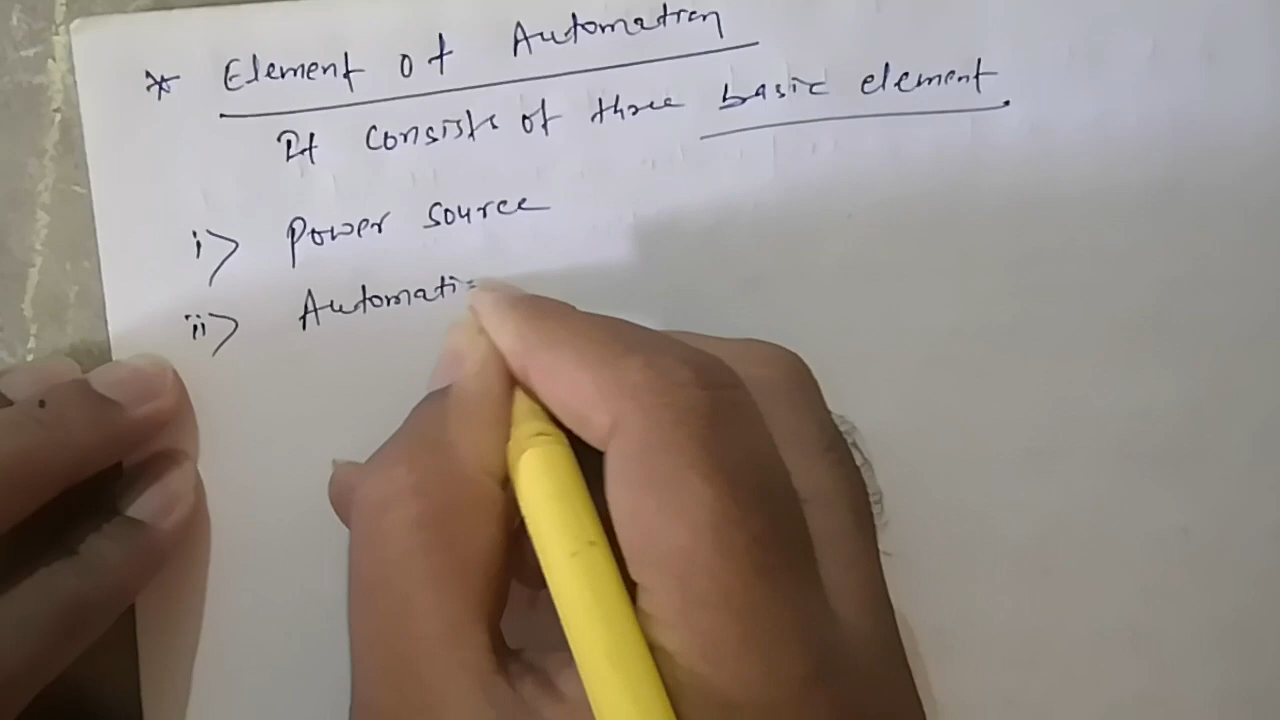 * Element of Automation
It consists of three basic element.
i> Power source
ii> Automati